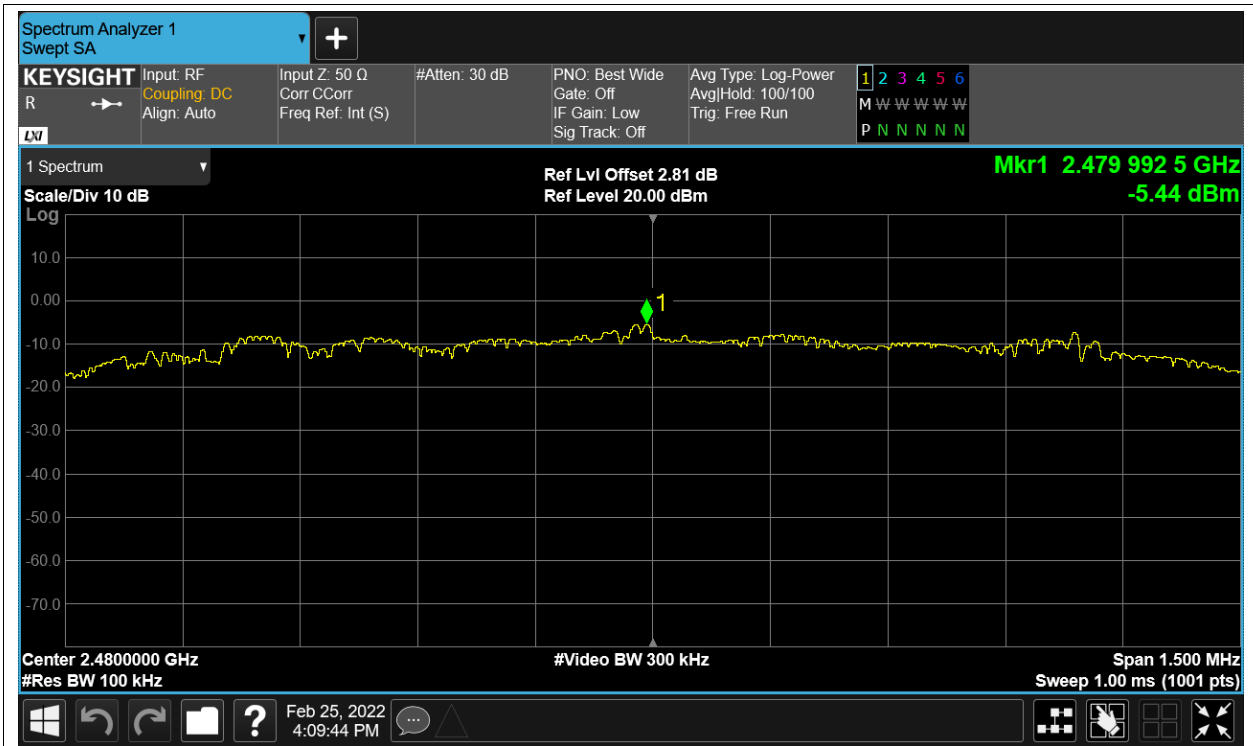 Spectrum Analyzer 1
Swept SA
KEYSIGHT
R
LXI
Input: RF
Coupling: DC
Align: Auto
Input Z: 50 Ω
Corr CCorr
Freq Ref: Int (S)
#Atten: 30 dB
PNO: Best Wide
Gate: Off
IF Gain: Low
Sig Track: Off
Avg Type: Log-Power
Avg|Hold: 100/100
Trig: Free Run
1 2 3 4 5 6
M W W W W W
P N N N N N
1 Spectrum
Scale/Div 10 dB
Log
Ref Lvl Offset 2.81 dB
Ref Level 20.00 dBm
Mkr1 2.479 992 5 GHz
-5.44 dBm
10.0
0.00
1
-10.0
-20.0
-30.0
-40.0
-50.0
-60.0
-70.0
Center 2.4800000 GHz
#Res BW 100 kHz
#Video BW 300 kHz
Span 1.500 MHz
Sweep 1.00 ms (1001 pts)
?
Feb 25, 2022
4:09:44 PM